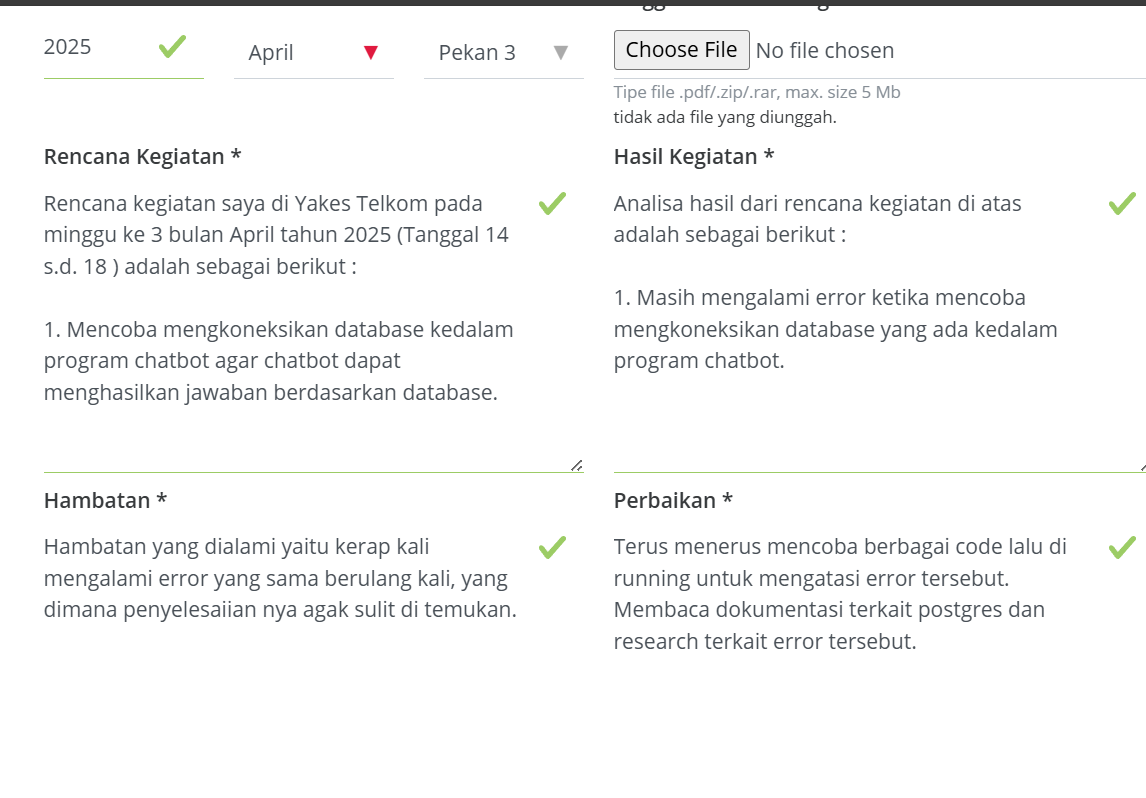 2025
April
Pekan 3
Choose File No file chosen
Tipe file .pdf/.zip/.rar, max. size 5 Mb
tidak ada file yang diunggah.
Rencana Kegiatan *
Rencana kegiatan saya di Yakes Telkom pada
minggu ke 3 bulan April tahun 2025 (Tanggal 14
s.d. 18 ) adalah sebagai berikut :
1. Mencoba mengkoneksikan database kedalam
program chatbot agar chatbot dapat
menghasilkan jawaban berdasarkan database.
Hasil Kegiatan *
Analisa hasil dari rencana kegiatan di atas
adalah sebagai berikut :
1. Masih mengalami error ketika mencoba
mengkoneksikan database yang ada kedalam
program chatbot.
Hambatan *
Hambatan yang dialami yaitu kerap kali
mengalami error yang sama berulang kali, yang
dimana penyelesaiian nya agak sulit di temukan.
Perbaikan *
Terus menerus mencoba berbagai code lalu di
running untuk mengatasi error tersebut.
Membaca dokumentasi terkait postgres dan
research terkait error tersebut.